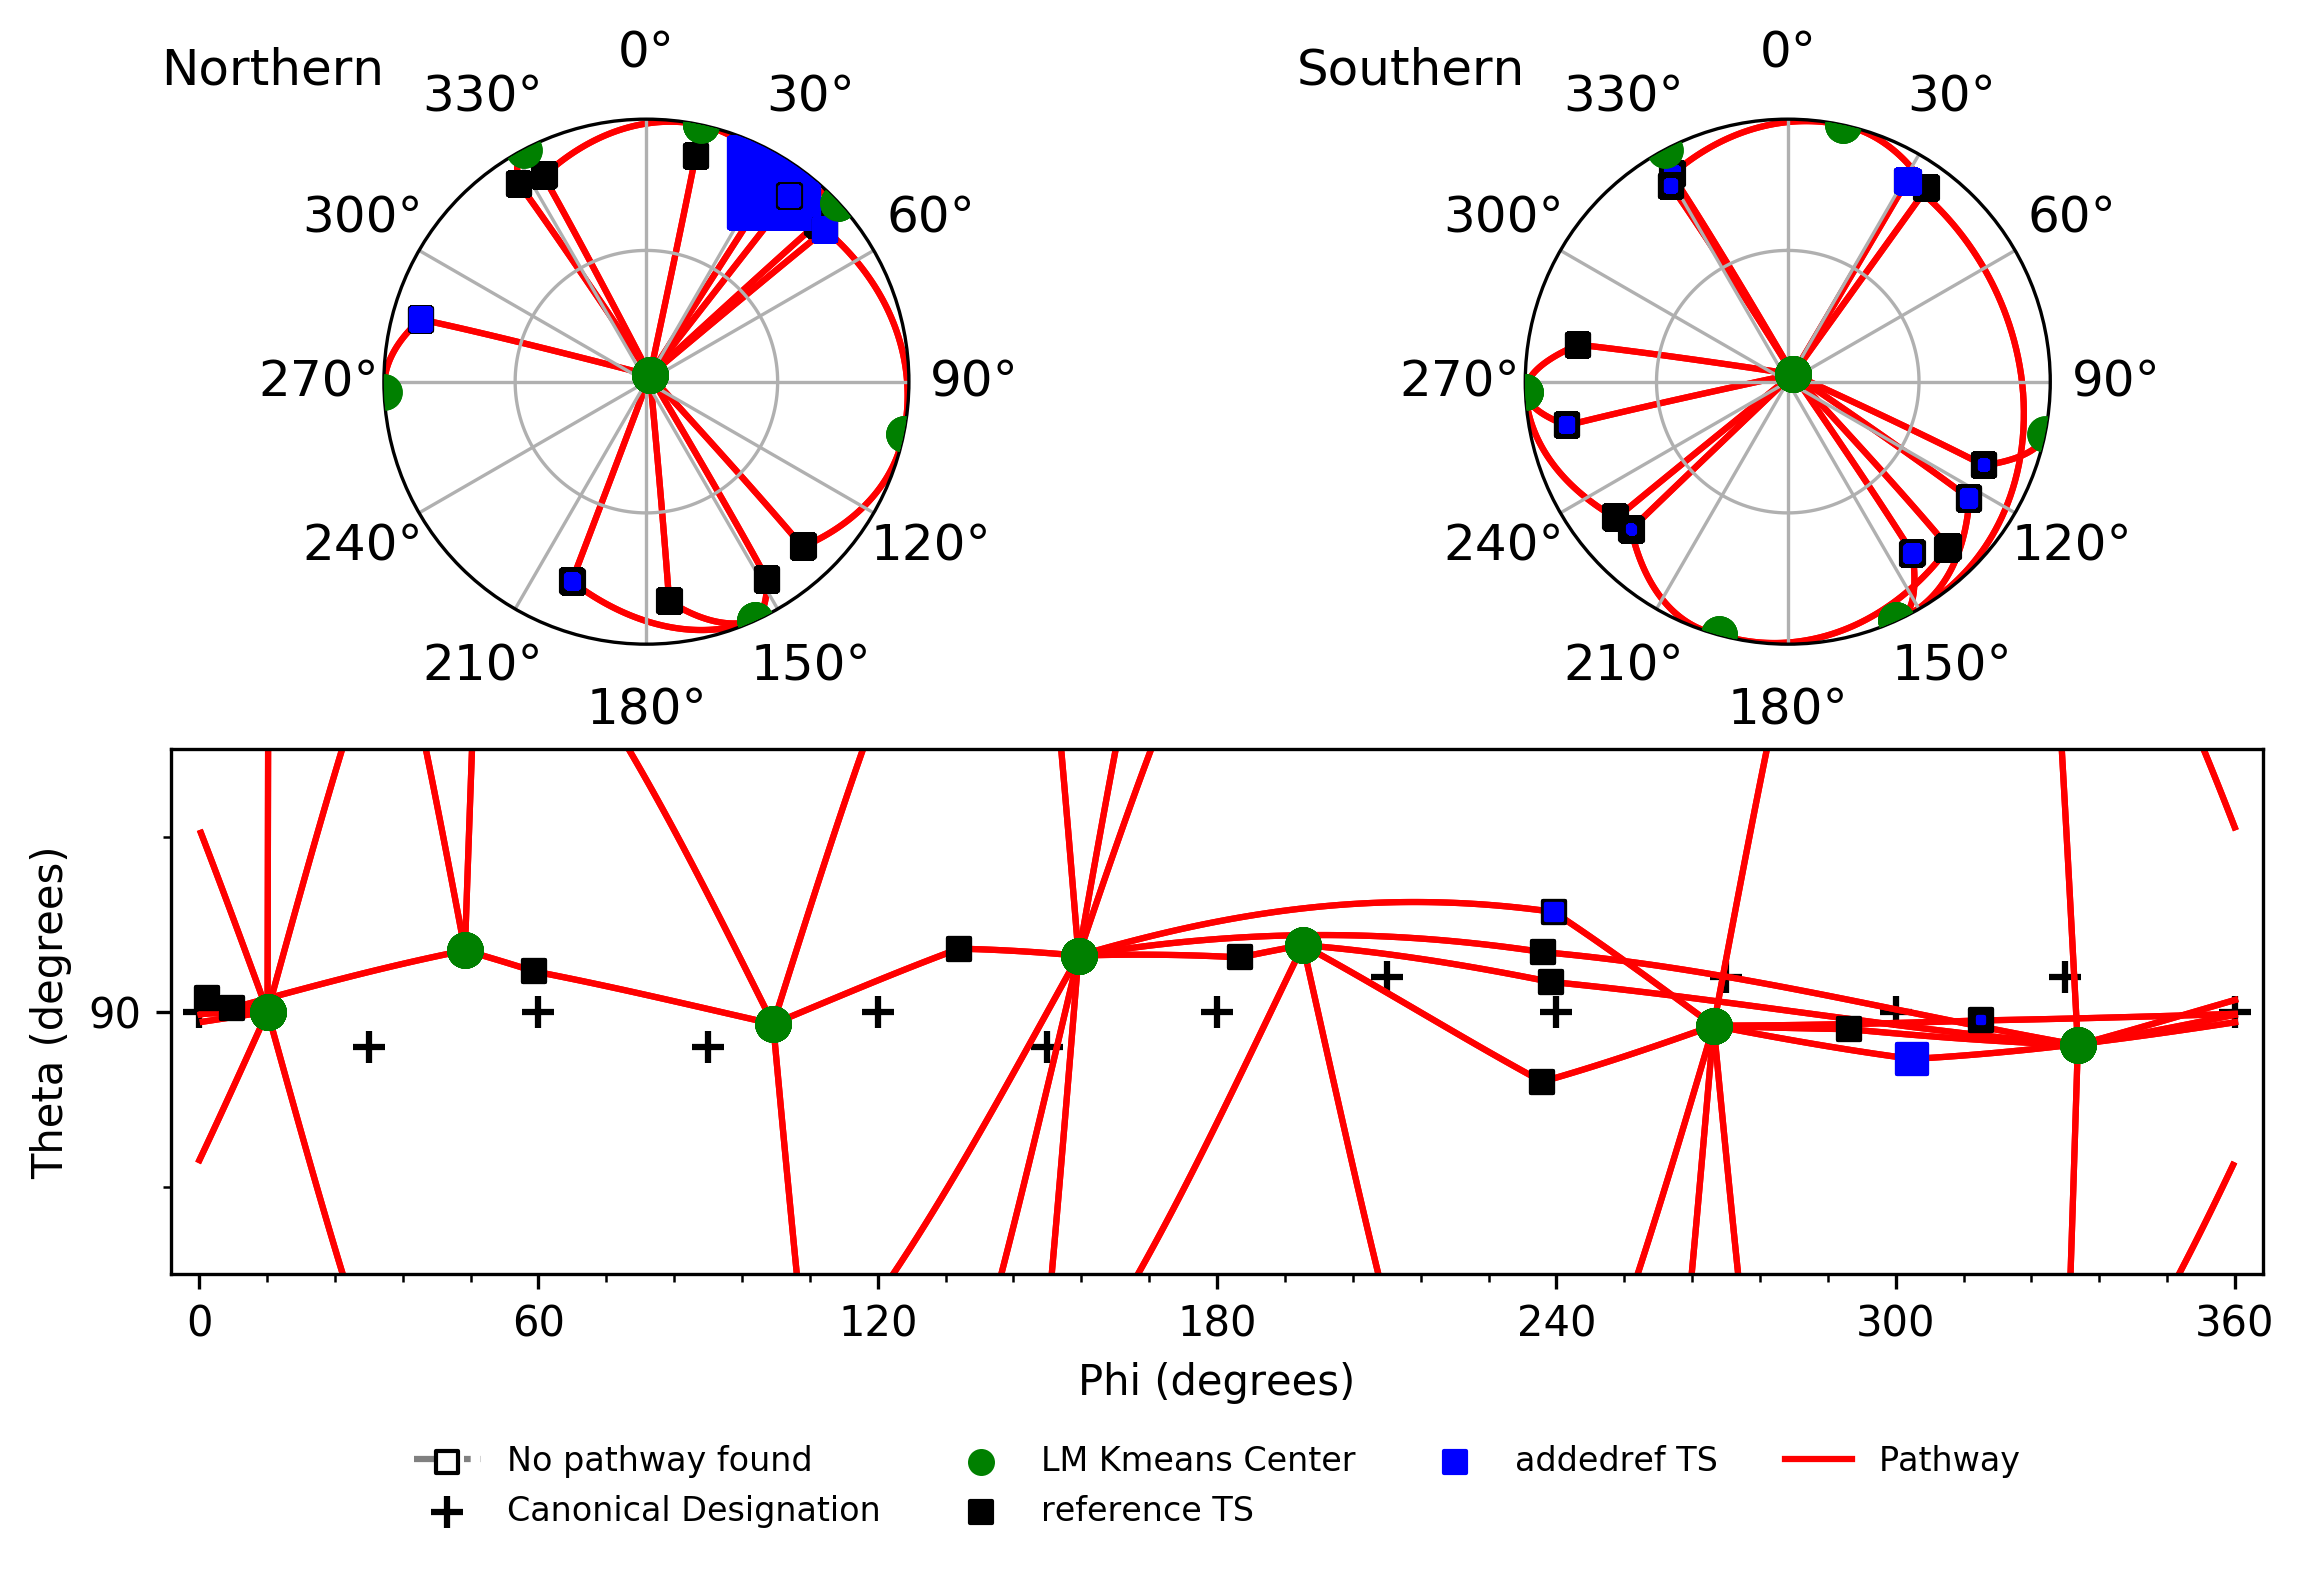 Northern
0°
330°
30°
300°
60°
270°
90°
240°
120°
210°
150°
180°
Southern
0°
330°
30°
300°
60°
270°
90°
240°
120°
210°
150°
180°
Theta (degrees)
90
0 60 120 180 240 300 360
Phi (degrees)
No pathway found
Canonical Designation
LM Kmeans Center
reference TS
addedref TS
Pathway